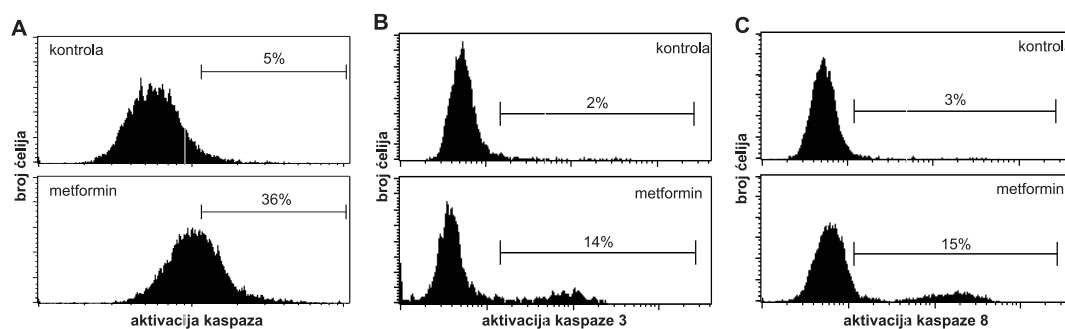 A
kontrola
5%
metformin
36%
broj ćelija
aktivacija kaspaza
B
kontrola
2%
metformin
14%
broj ćelija
aktivacija kaspaze 3
C
kontrola
3%
metformin
15%
broj ćelija
aktivacija kaspaze 8